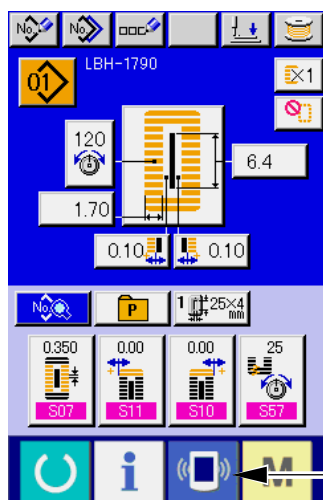 No. No.
01 LBH-1790
×1
120
6.4
1.70
0.10 0.10
No. P 1 25×4
mm
0.350 0.00 0.00 25
S07 S11 S10 S57
i M